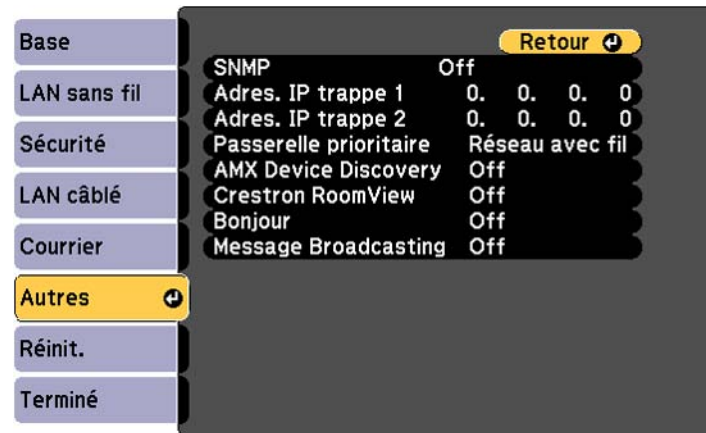 Base
LAN sans fil
Sécurité
LAN câblé
Courrier
Autres
Réinit.
Terminé
Retour
SNMP Off
Adres. IP trappe 1 0. 0. 0. 0
Adres. IP trappe 2 0. 0. 0. 0
Passerelle prioritaire Réseau avec fil
AMX Device Discovery Off
Crestron RoomView Off
Bonjour Off
Message Broadcasting Off